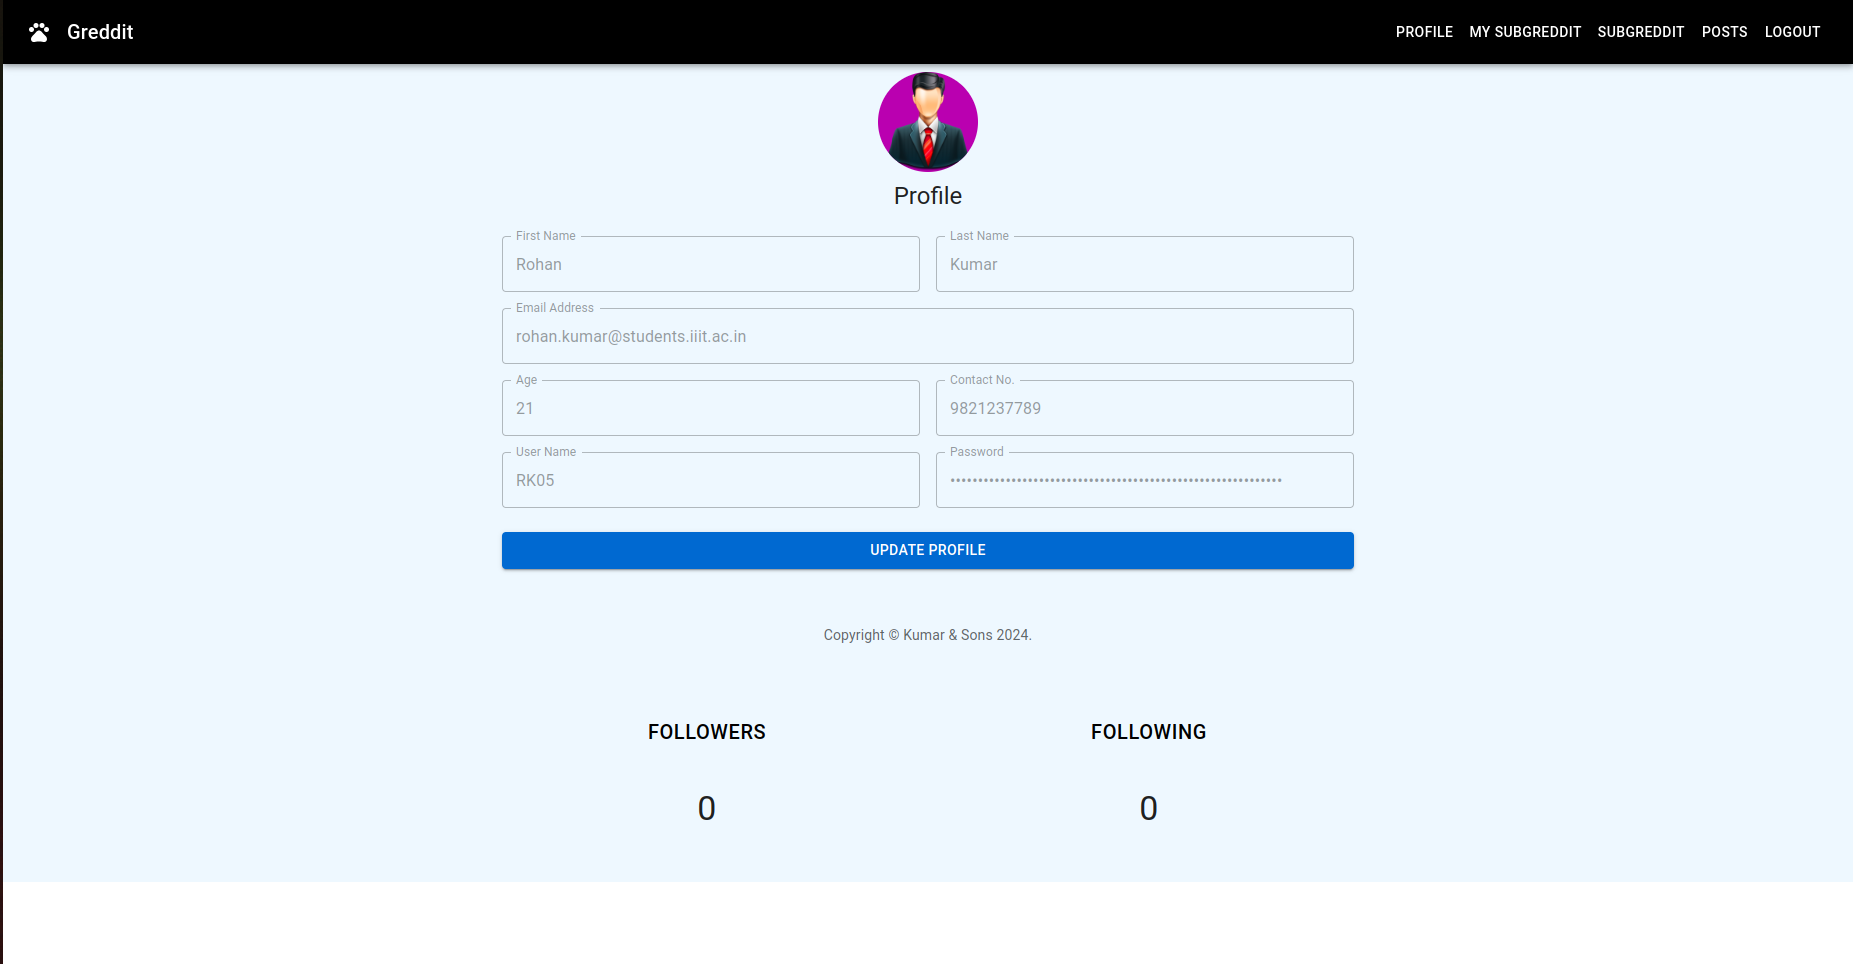 Greddit PROFILE MY SUBGREDDIT SUBGREDDIT POSTS LOGOUT
Profile
First Name Last Name
Rohan Kumar
Email Address
rohan.kumar@students.iiit.ac.in
Age Contact No.
21 9821237789
User Name Password
RK05 ••••••••••••••••••••••••••••••••••••••••••••••••••••••••••••
UPDATE PROFILE
Copyright © Kumar & Sons 2024.
FOLLOWERS FOLLOWING
0 0